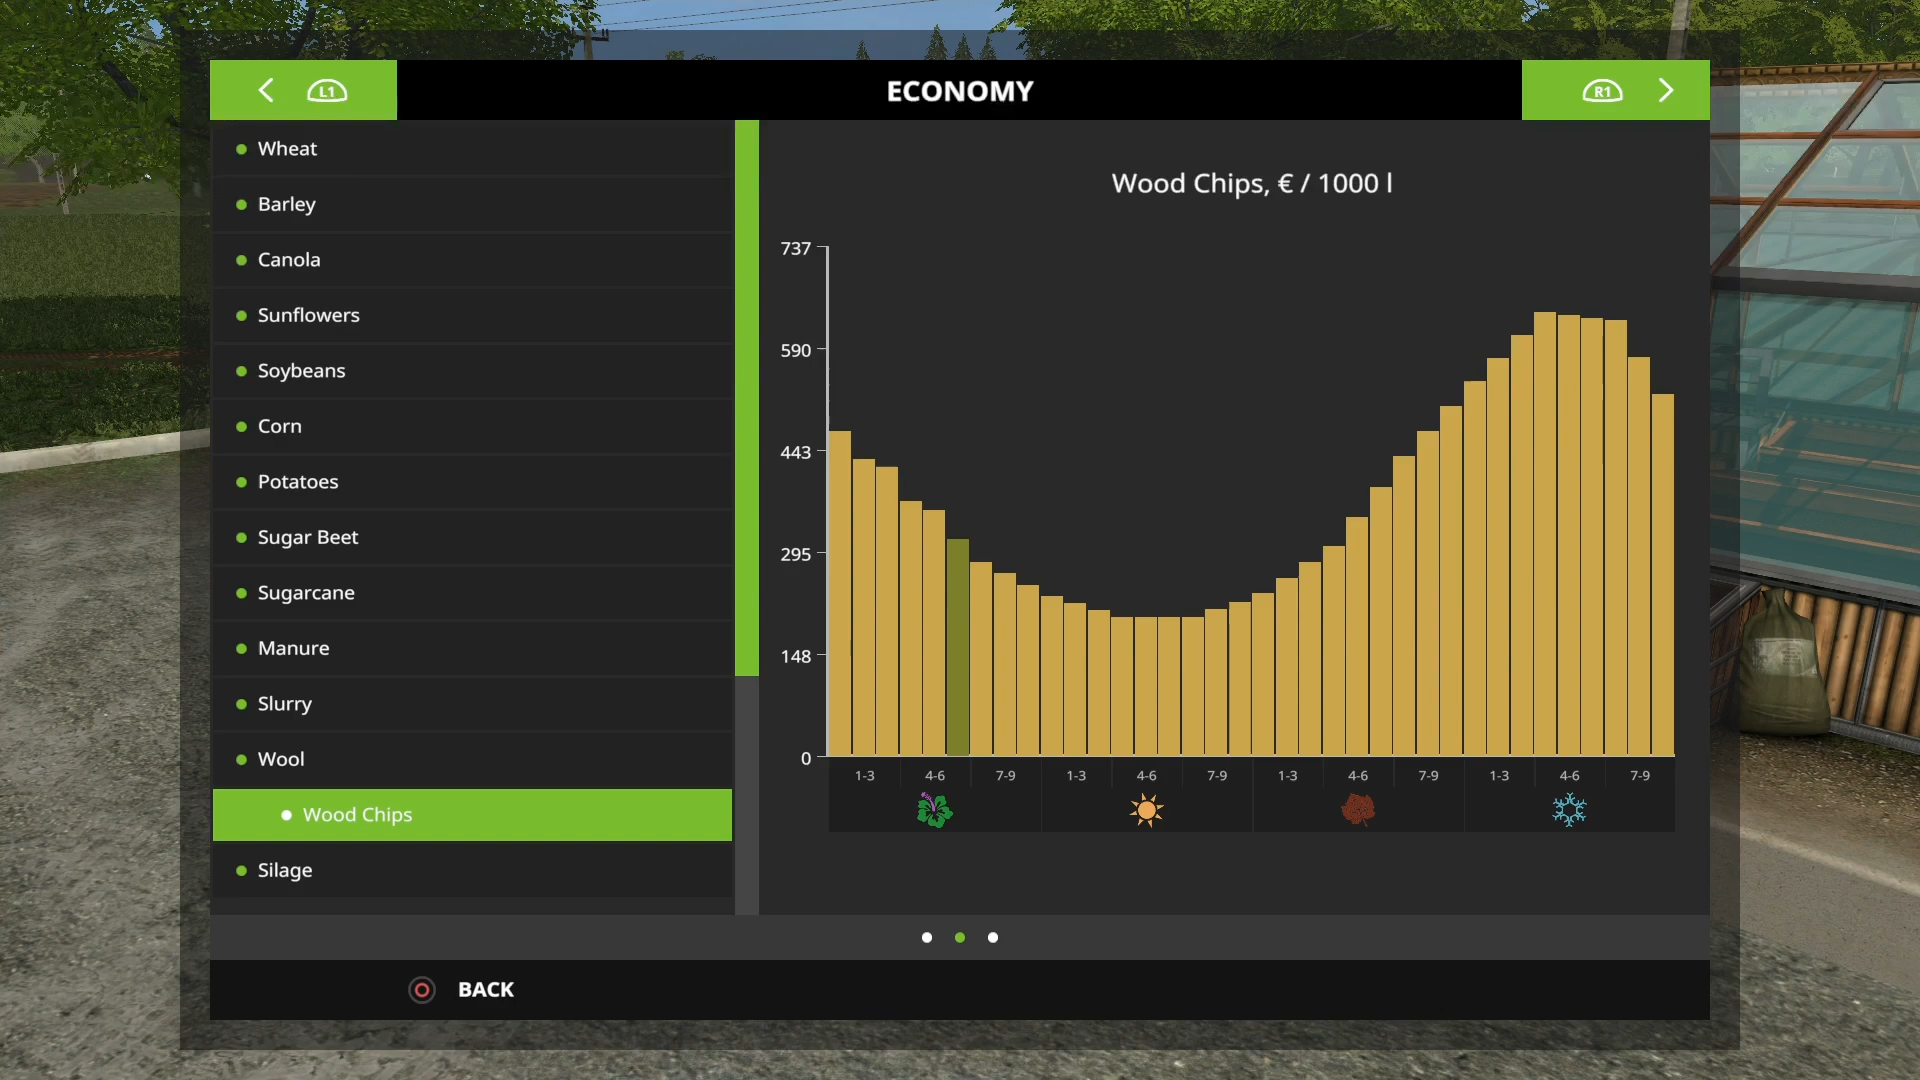 L1
ECONOMY
R1
Wheat
Barley
Canola
Sunflowers
Soybeans
Corn
Potatoes
Sugar Beet
Sugarcane
Manure
Slurry
Wool
Wood Chips
Silage
Wood Chips, € / 1000 l
737
590
443
295
148
0
1-3 4-6 7-9 1-3 4-6 7-9 1-3 4-6 7-9 1-3 4-6 7-9
BACK